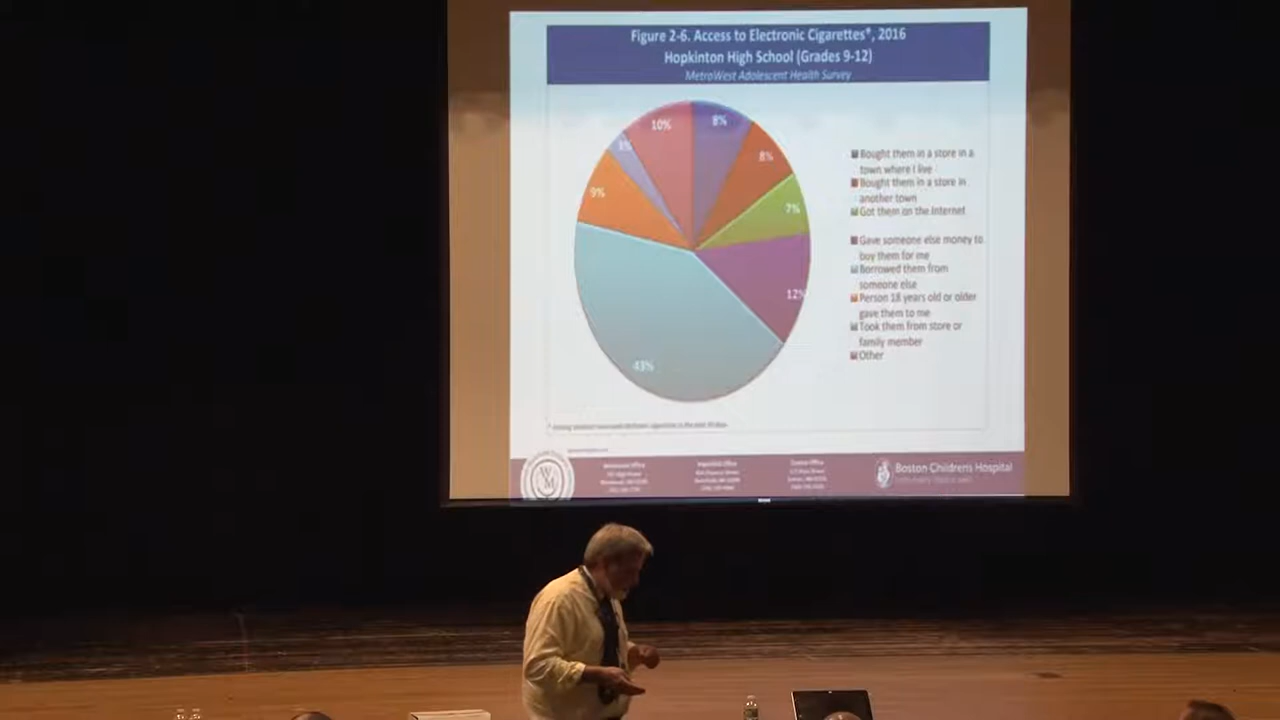 Figure 2-6. Access to Electronic Cigarettes*, 2016
Hopkinton High School (Grades 9-12)
MetroWest Adolescent Health Survey
10%
8%
3%
8%
9%
7%
12%
43%
Bought them in a store in a
town where I live
Bought them in a store in
another town
Got them on the Internet
Gave someone else money to
buy them for me
Borrowed them from
someone else
Person 18 years old or older
gave them to me
Took them from store or
family member
Other
Boston Childrens Hospital